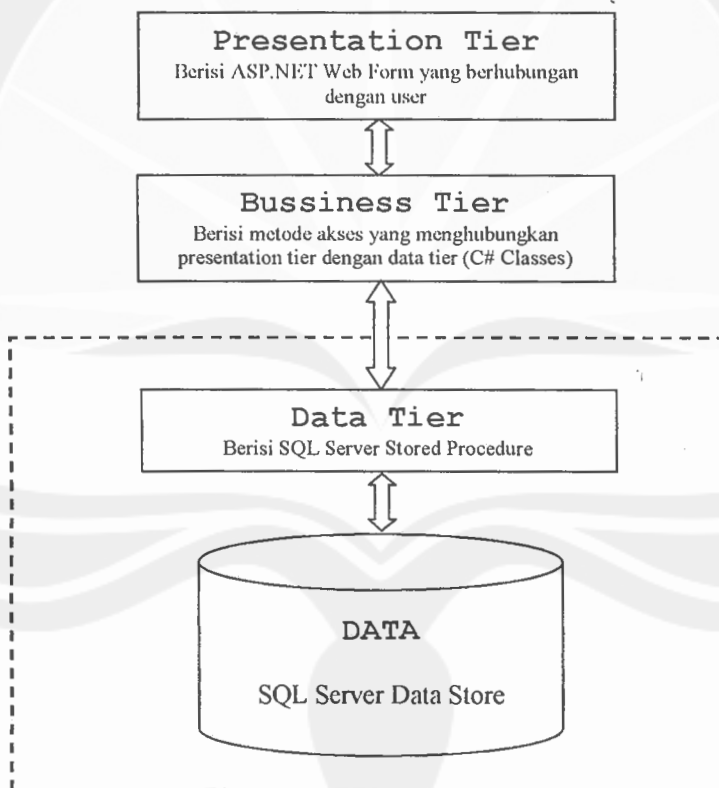 Presentation Tier
Berisi ASP.NET Web Form yang berhubungan
dengan user
Bussiness Tier
Berisi metode akses yang menghubungkan
presentation tier dengan data tier (C# Classes)
Data Tier
Berisi SQL Server Stored Procedure
DATA
SQL Server Data Store